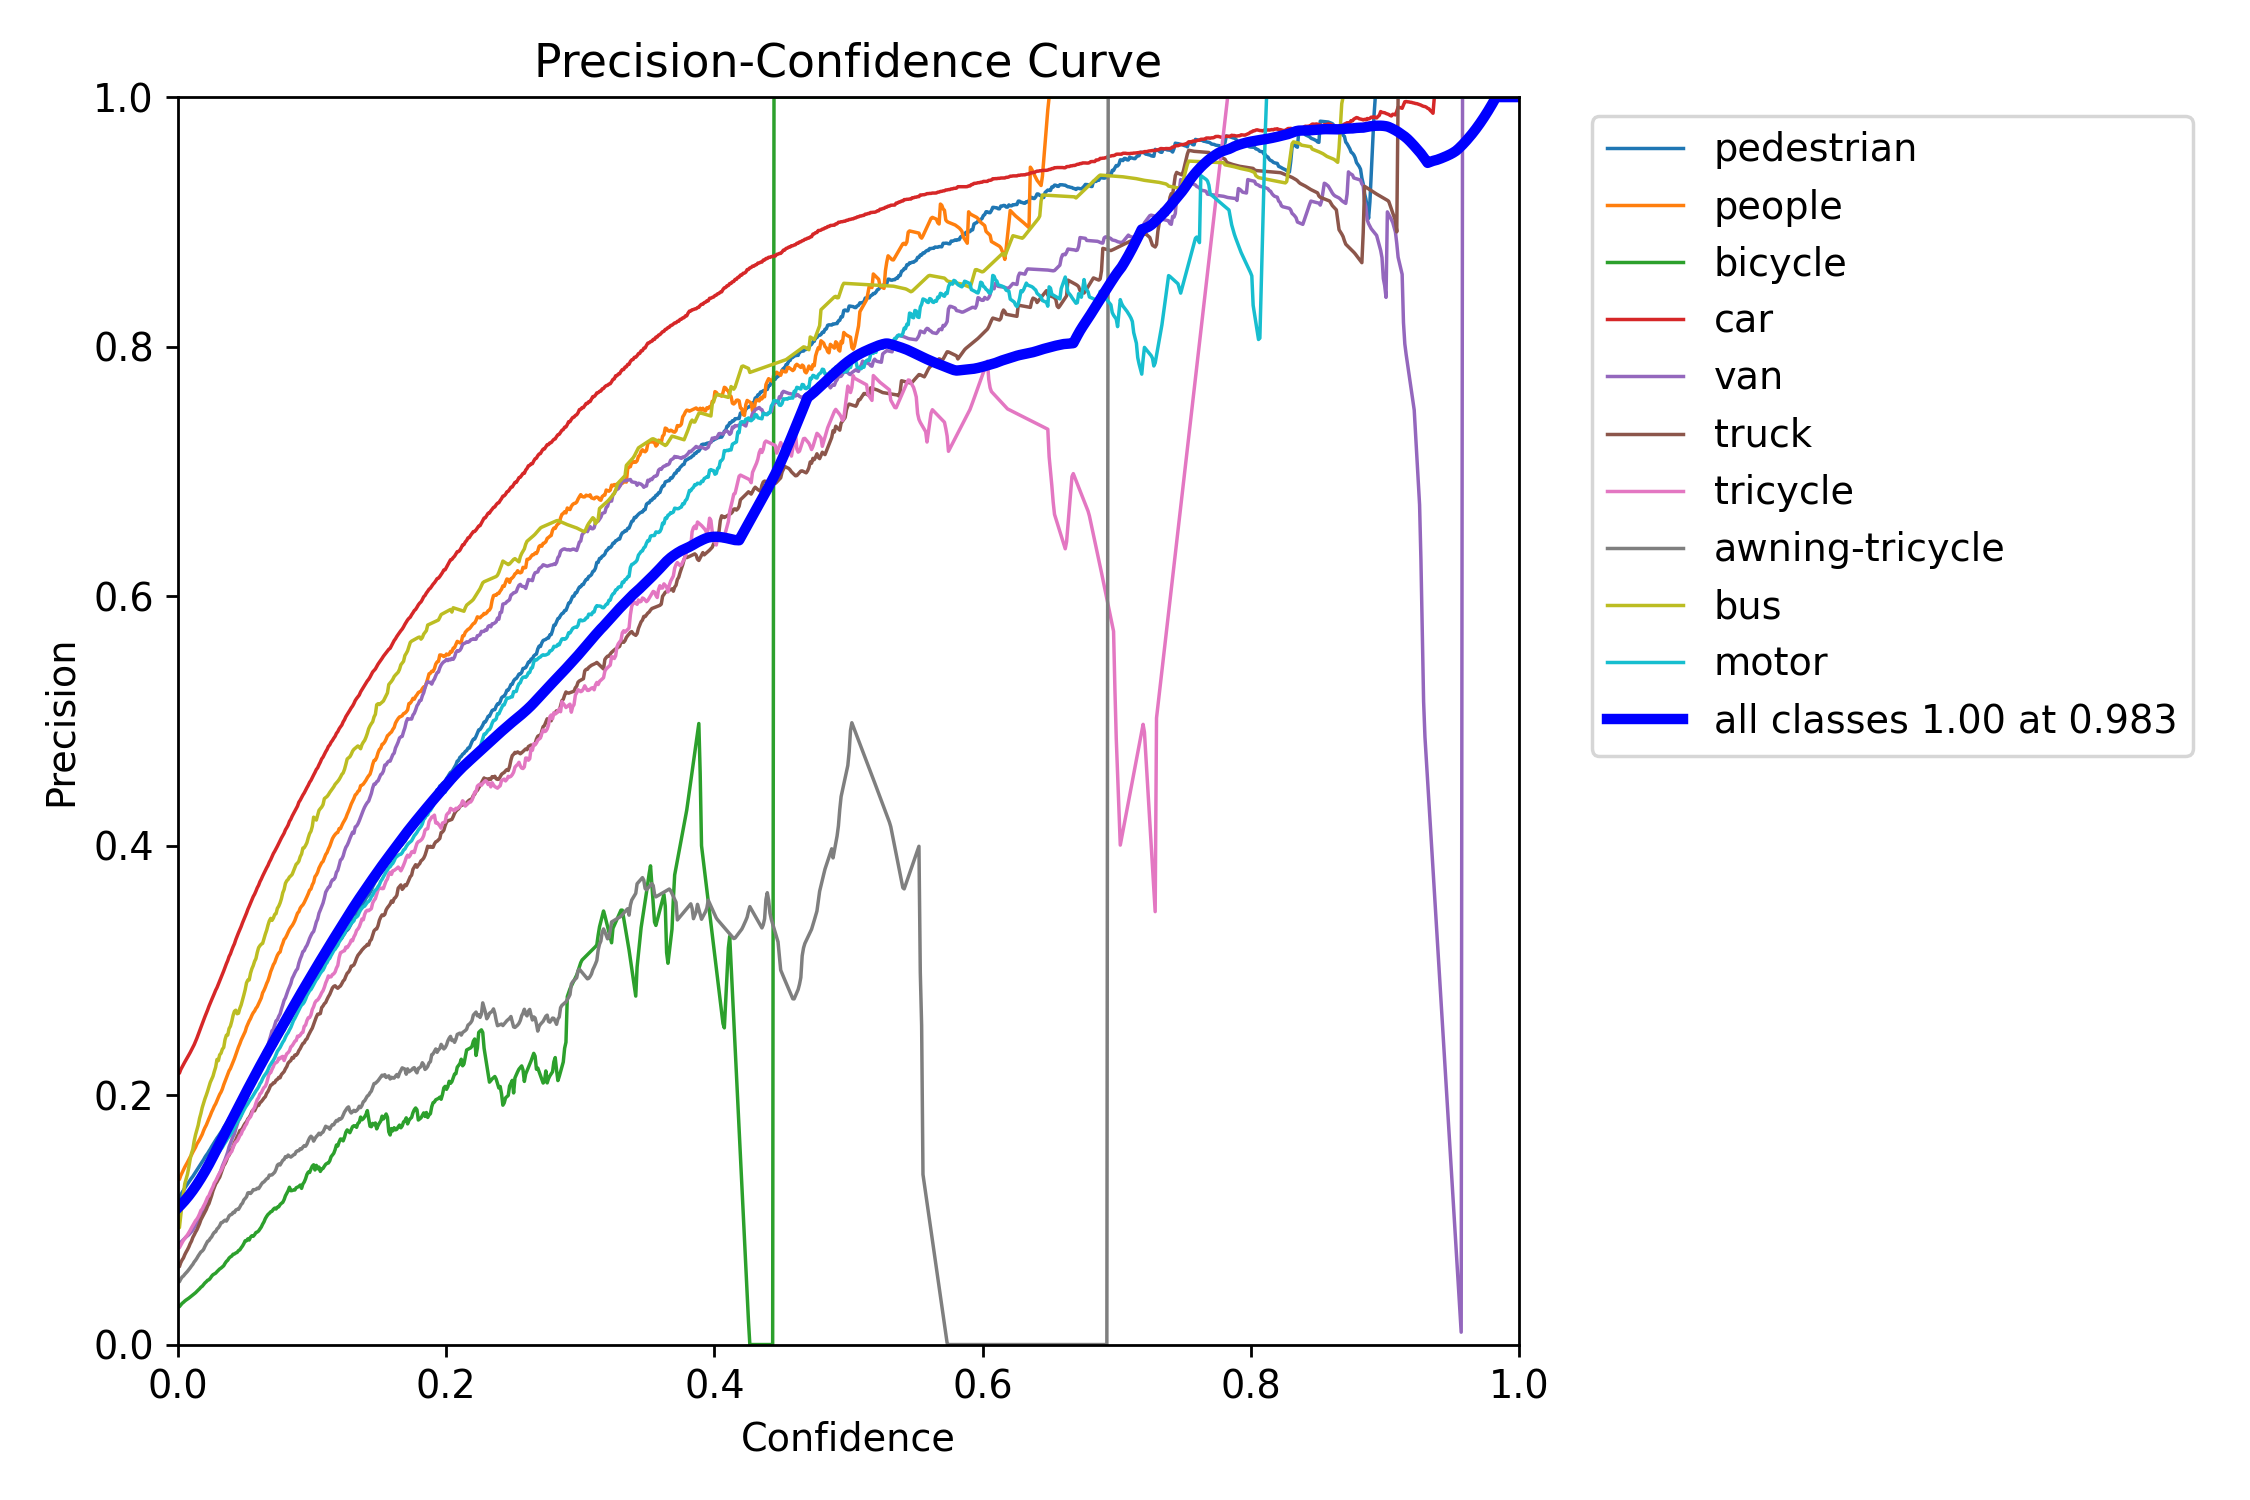 Precision-Confidence Curve
1.0
0.8
0.6
0.4
0.2
0.0
Precision
0.0 0.2 0.4 0.6 0.8 1.0
Confidence
pedestrian
people
bicycle
car
van
truck
tricycle
awning-tricycle
bus
motor
all classes 1.00 at 0.983